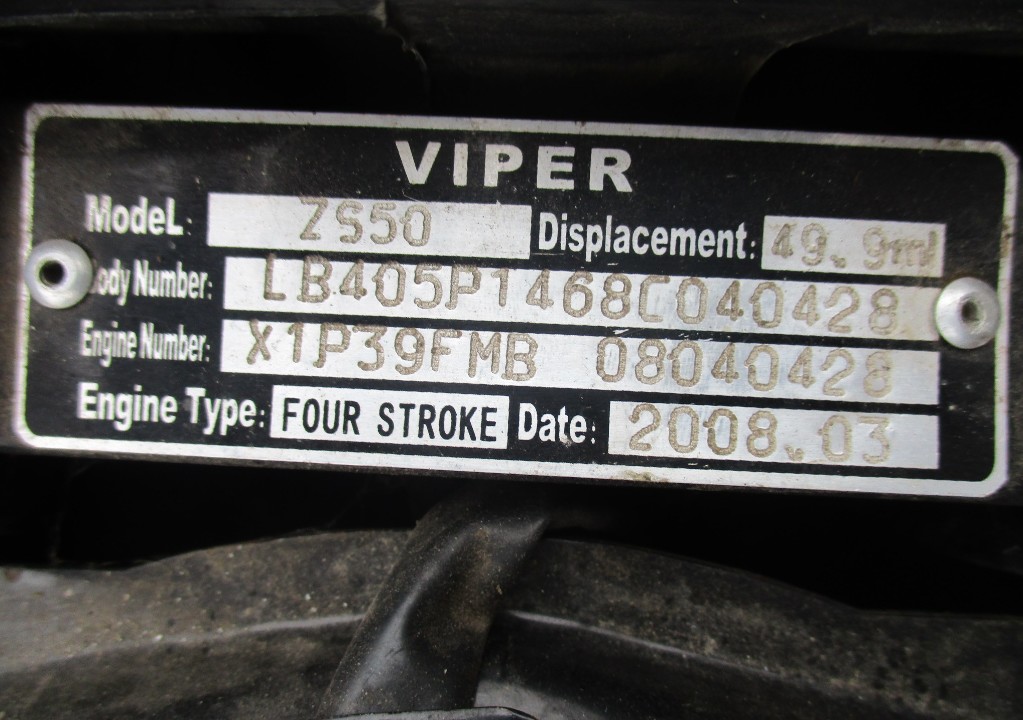 VIPER
ModeL: ZS50 Displacement: 49.9ml
ody Number: LB405P1468C040428
Engine Number: X1P39FMB 08040428
Engine Type: FOUR STROKE Date: 2008.03